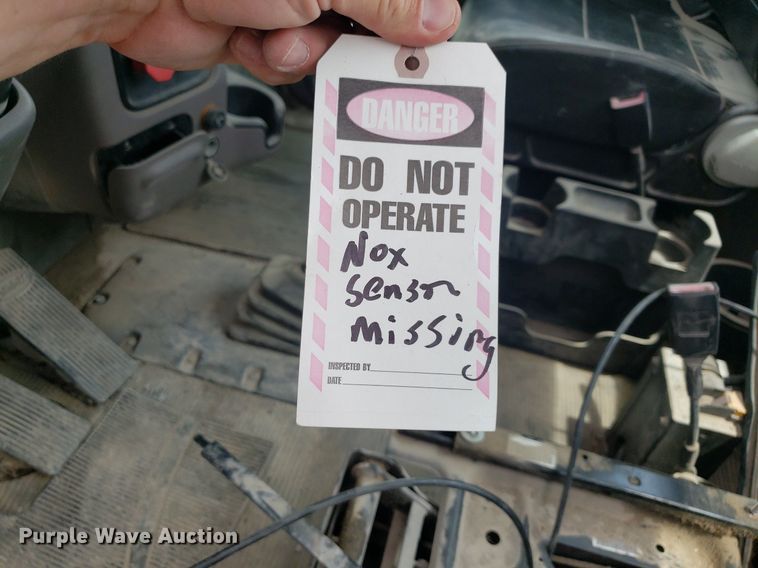 DANGER
DO NOT
OPERATE
Nox
Sensor
Missing
INSPECTED BY
DATE
Purple Wave Auction